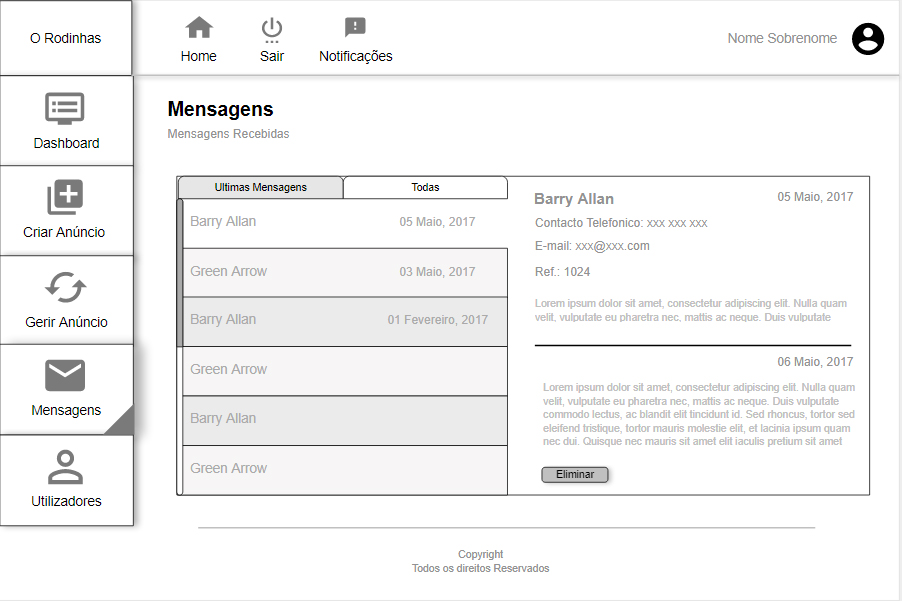 O Rodinhas
Home
Sair
Notificações
Nome Sobrenome
Dashboard
Criar Anúncio
Gerir Anúncio
Mensagens
Utilizadores
Mensagens
Mensagens Recebidas
Ultimas Mensagens
Todas
Barry Allan
05 Maio, 2017
Green Arrow
03 Maio, 2017
Barry Allan
01 Fevereiro, 2017
Green Arrow
Barry Allan
Green Arrow
Barry Allan
05 Maio, 2017
Contacto Telefonico: xxx xxx xxx
E-mail: xxx@xxx.com
Ref.: 1024
Lorem ipsum dolor sit amet, consectetur adipiscing elit. Nulla quam
velit, vulputate eu pharetra nec, mattis ac neque. Duis vulputate
06 Maio, 2017
Lorem ipsum dolor sit amet, consectetur adipiscing elit. Nulla quam
velit, vulputate eu pharetra nec, mattis ac neque. Duis vulputate
commodo lectus, ac blandit elit tincidunt id. Sed rhoncus, tortor sed
eleifend tristique, tortor mauris molestie elit, et lacinia ipsum quam
nec dui. Quisque nec mauris sit amet elit iaculis pretium sit amet
Eliminar
Copyright
Todos os direitos Reservados